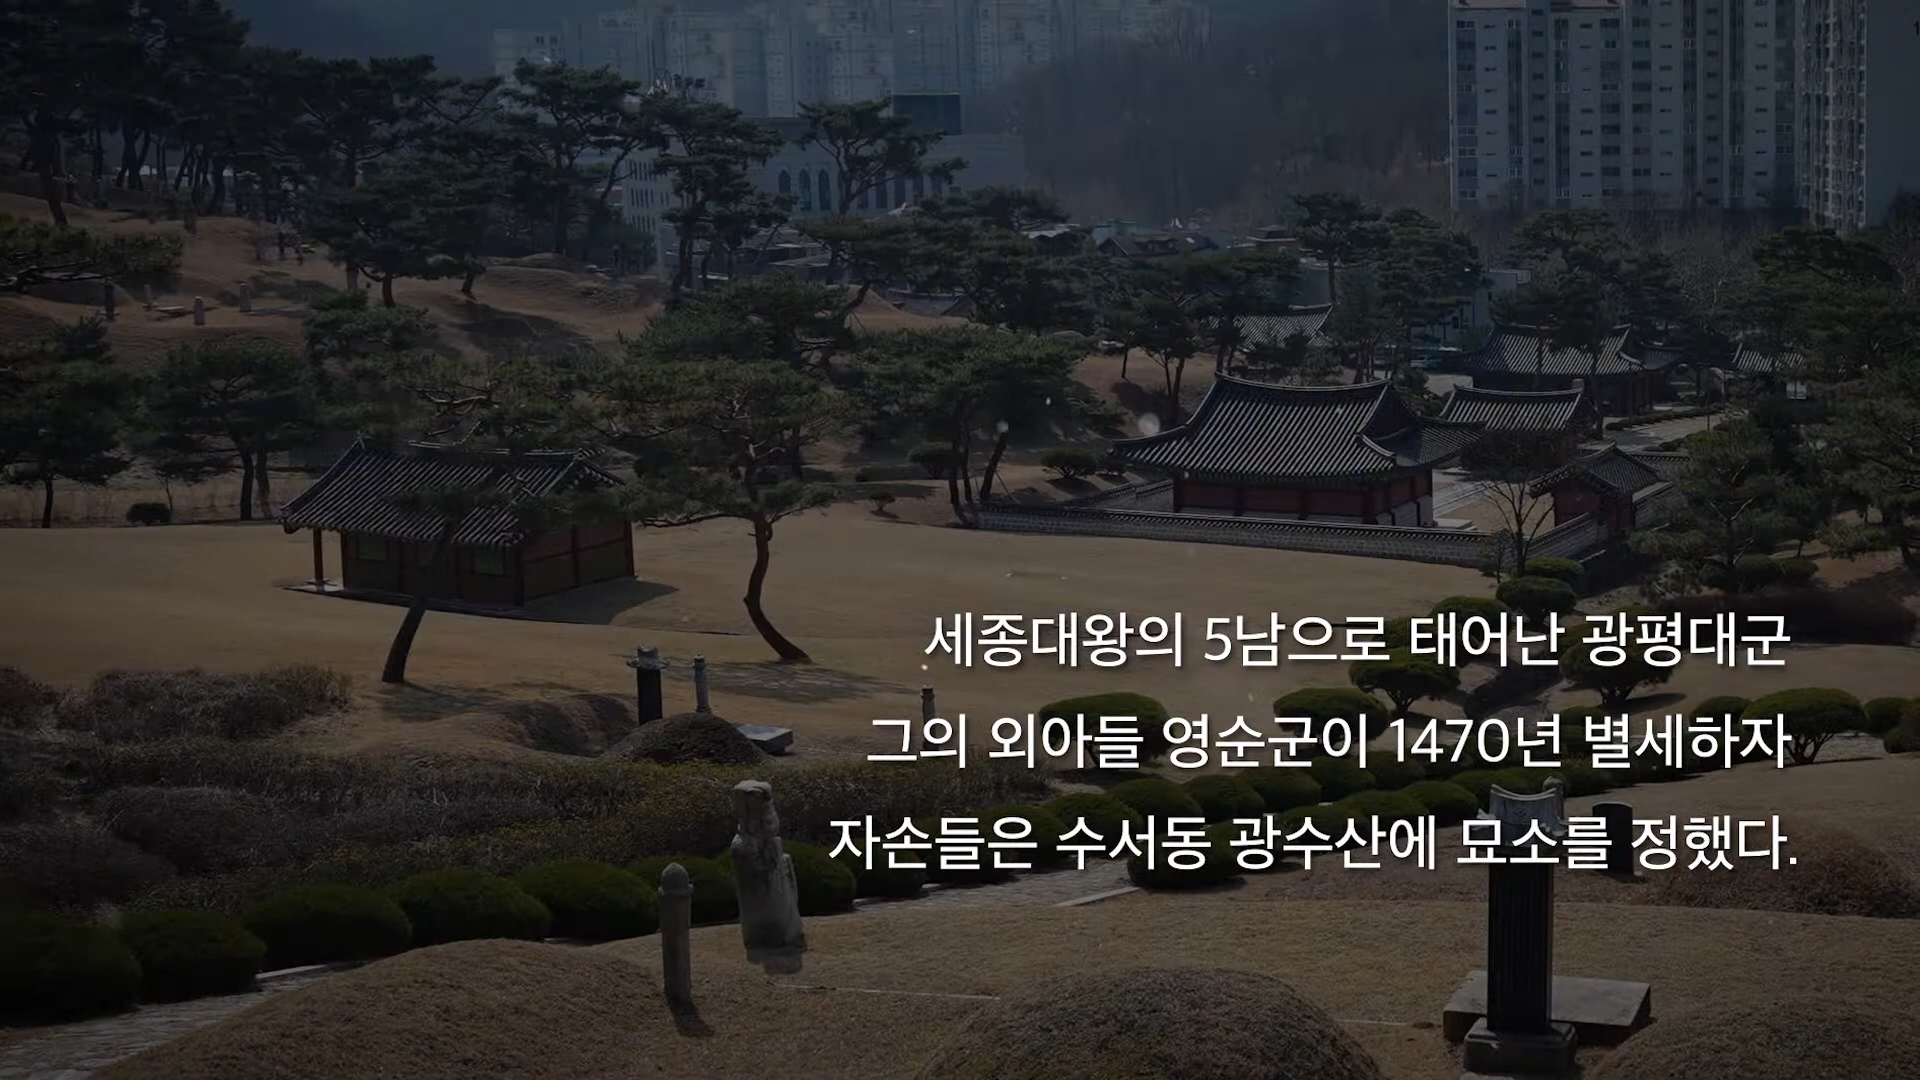 세종대왕의 5남으로 태어난 광평대군
그의 외아들 영순군이 1470년 별세하자
자손들은 수서동 광수산에 묘소를 정했다.